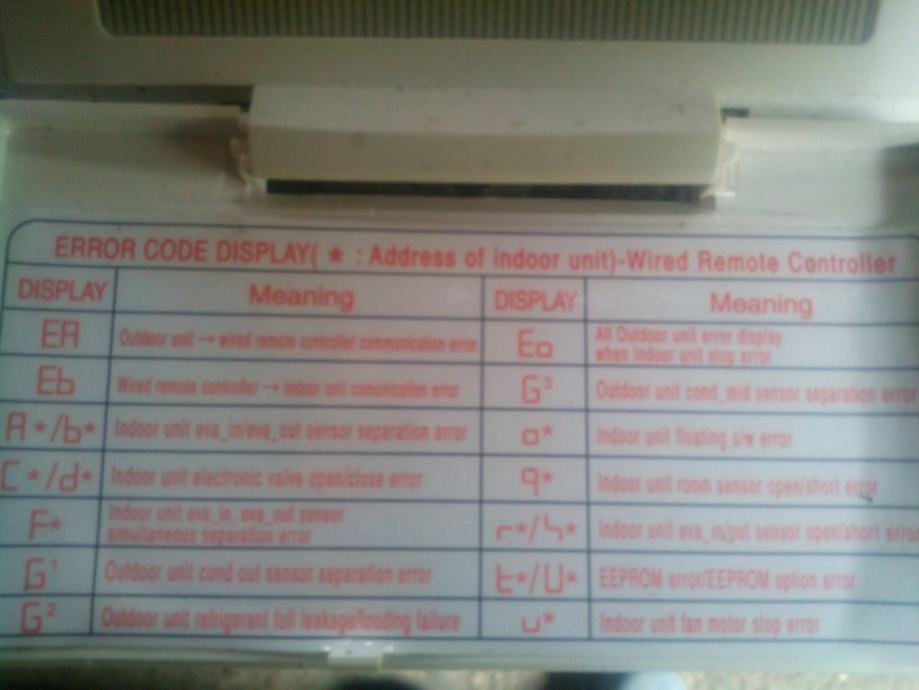 ERROR CODE DISPLAY( * : Address of indoor unit)-Wired Remote Controller
DISPLAY Meaning DISPLAY Meaning
EA Outdoor unit → wired remote controllet communication error Eo All Outdoor unit error display
when Indoor unit stop error
Eb Wired remote controller → indoor unit comunication error G³ Outdoor unit cond_mid sensor separation error
A*/b* Indoor unit eva_in/eva_out sensor separation error o* Indoor unit floating s/w error
C*/d* Indoor unit electronic valve open/close error q* Indoor unit room sensor open/short error
F* Indoor unit eva_in, eva_out sensor
simultaneous separation error r*/h* Indoor unit eva_in/out sensor open/short error
G¹ Outdoor unit cond out sensor separation error t*/U* EEPROM error/EEPROM option error
G² Outdoor unit refrigerant full leakage/looding failure u* Indoor unit fan motor stop error